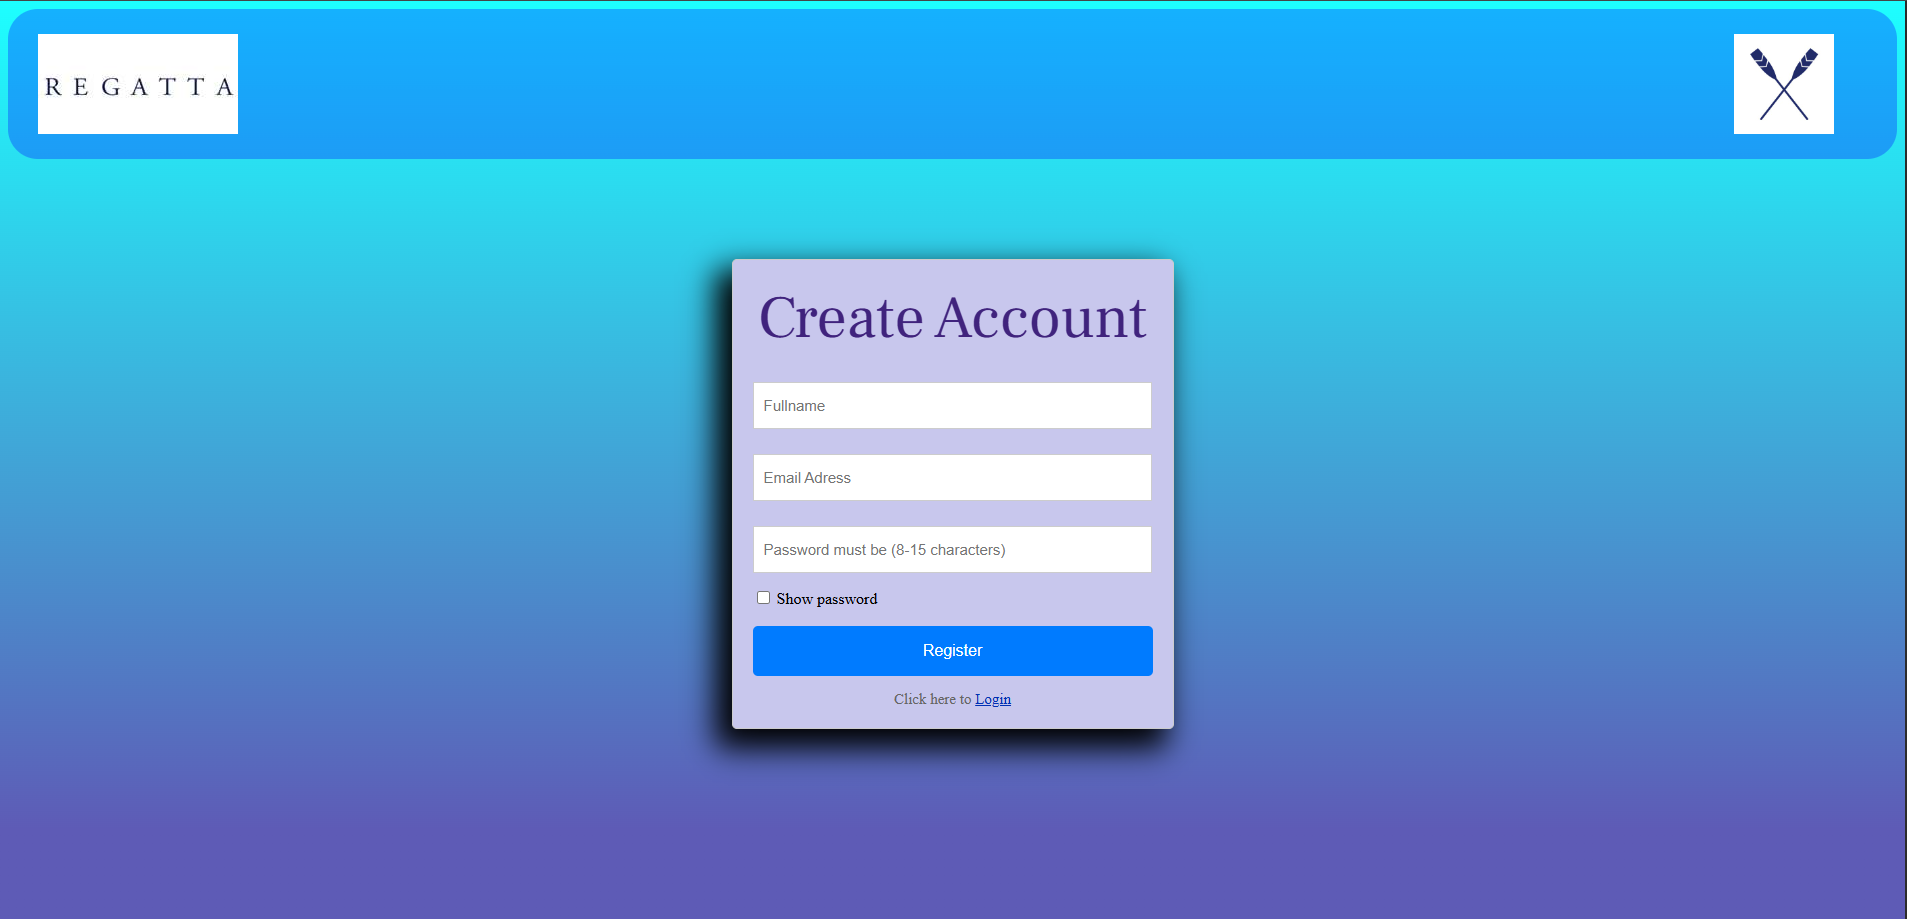 REGATTA
Create Account
Fullname
Email Adress
Password must be (8-15 characters)
Show password
Register
Click here to Login